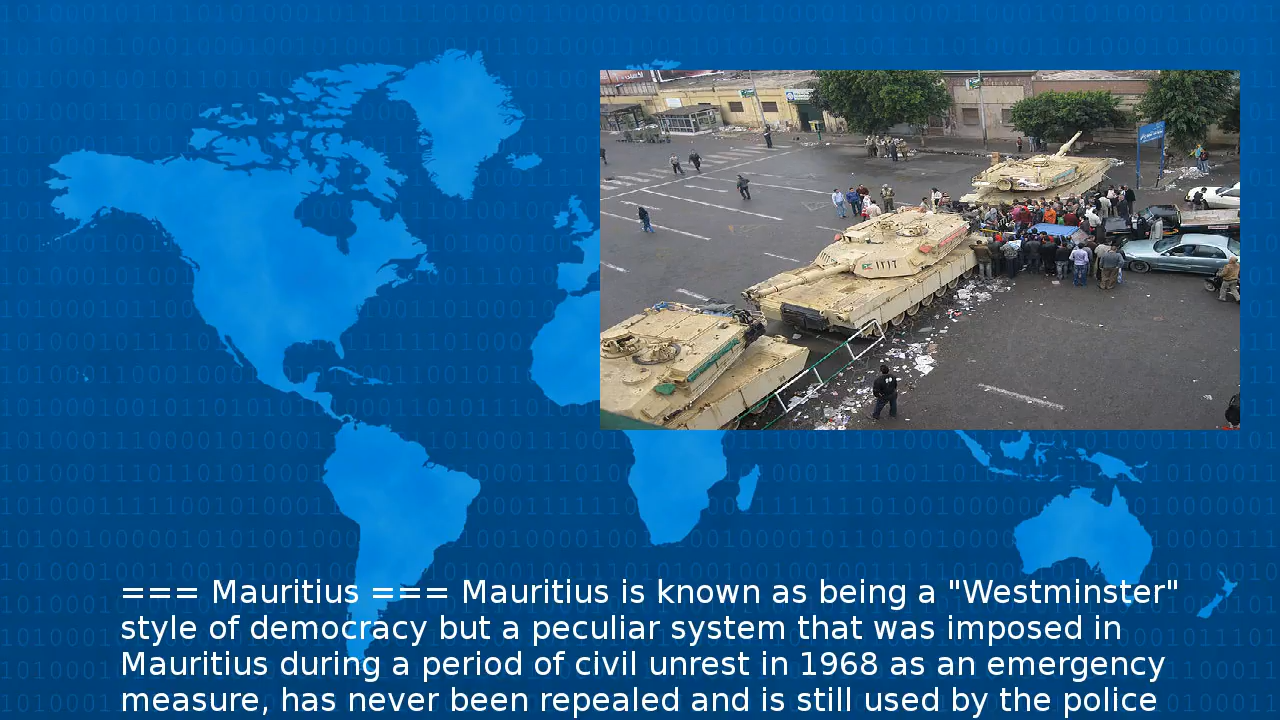 ١٢١٦
=== Mauritius === Mauritius is known as being a "Westminster"
style of democracy but a peculiar system that was imposed in
Mauritius during a period of civil unrest in 1968 as an emergency
measure, has never been repealed and is still used by the police